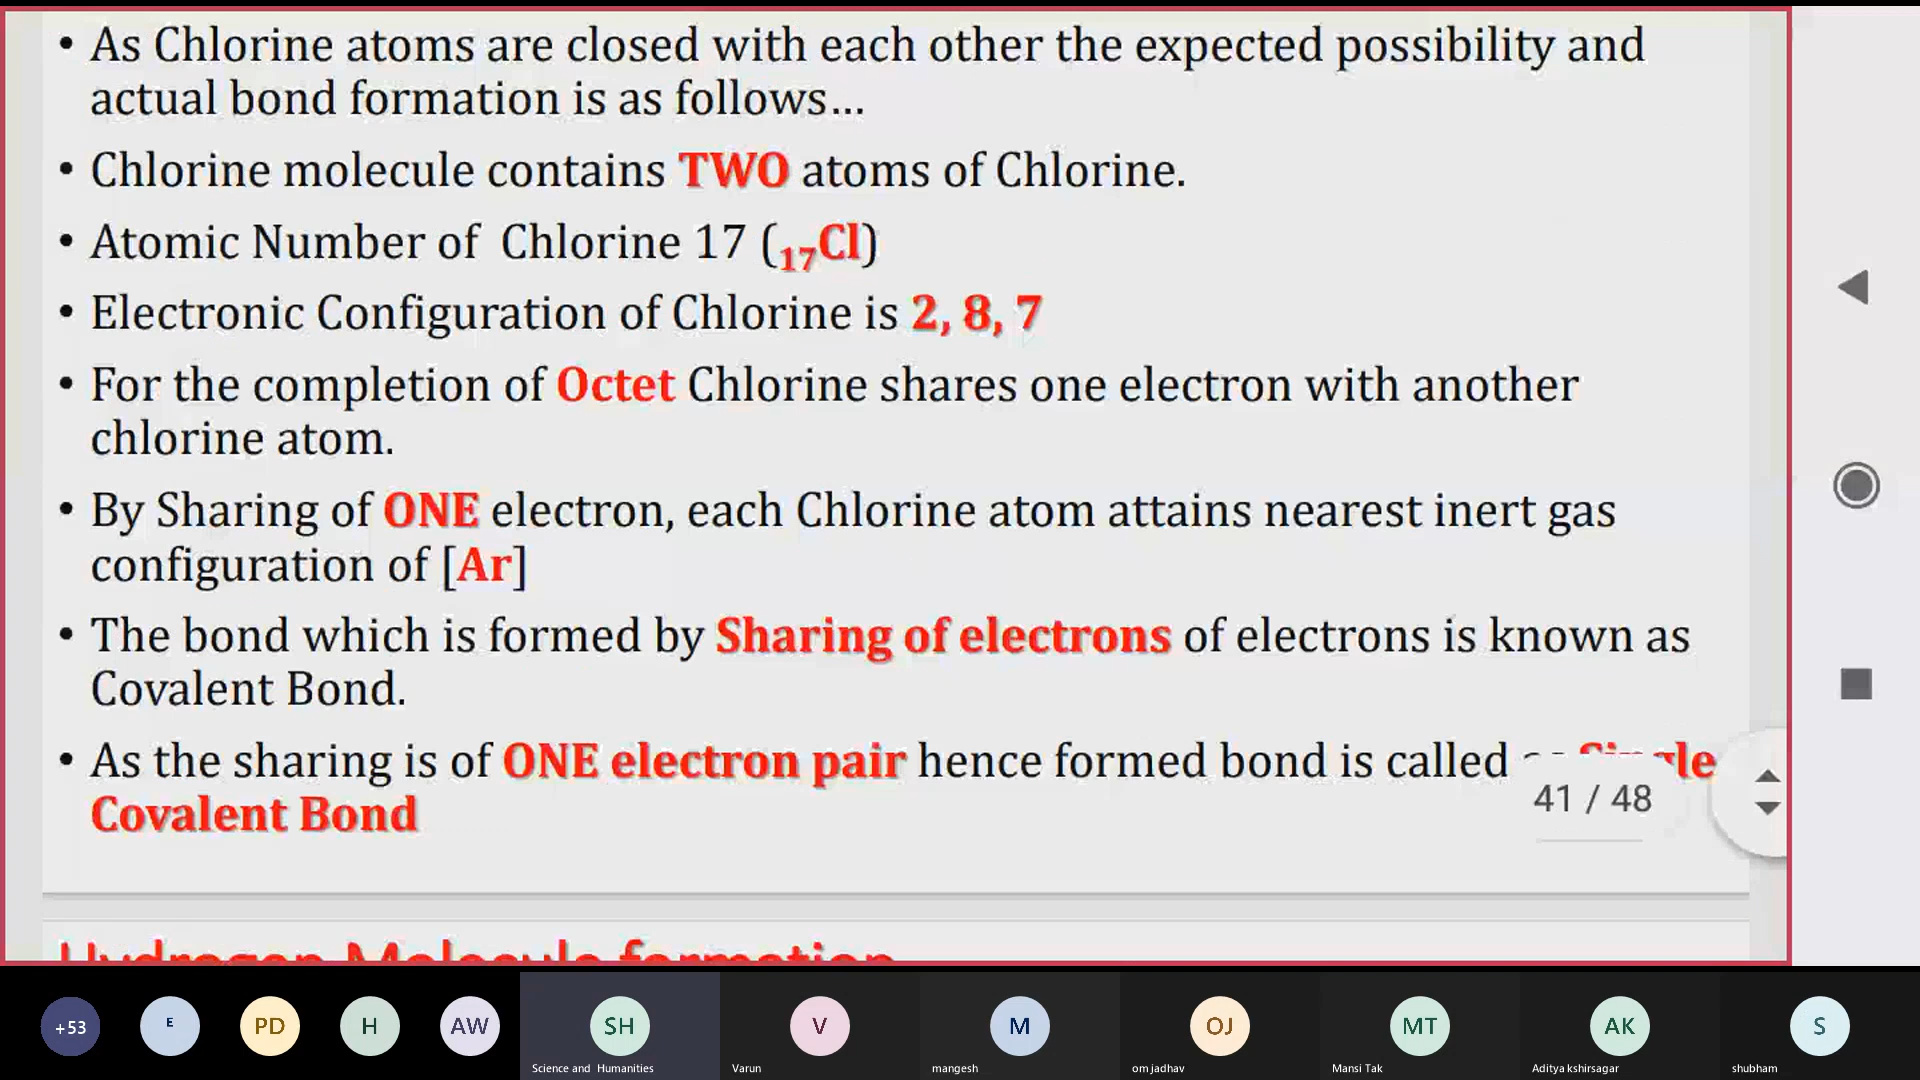 • As Chlorine atoms are closed with each other the expected possibility and
actual bond formation is as follows...
• Chlorine molecule contains TWO atoms of Chlorine.
• Atomic Number of Chlorine 17 (₁₇Cl)
• Electronic Configuration of Chlorine is 2, 8, 7
• For the completion of Octet Chlorine shares one electron with another
chlorine atom.
• By Sharing of ONE electron, each Chlorine atom attains nearest inert gas
configuration of [Ar]
• The bond which is formed by Sharing of electrons of electrons is known as
Covalent Bond.
• As the sharing is of ONE electron pair hence formed bond is called as Single
Covalent Bond
41 / 48
Hydrogen Molecule formation
+53
E
PD
H
AW
SH
V
M
OJ
MT
AK
S
Science and Humanities
Varun
mangesh
om jadhav
Mansi Tak
Aditya kshirsagar
shubham